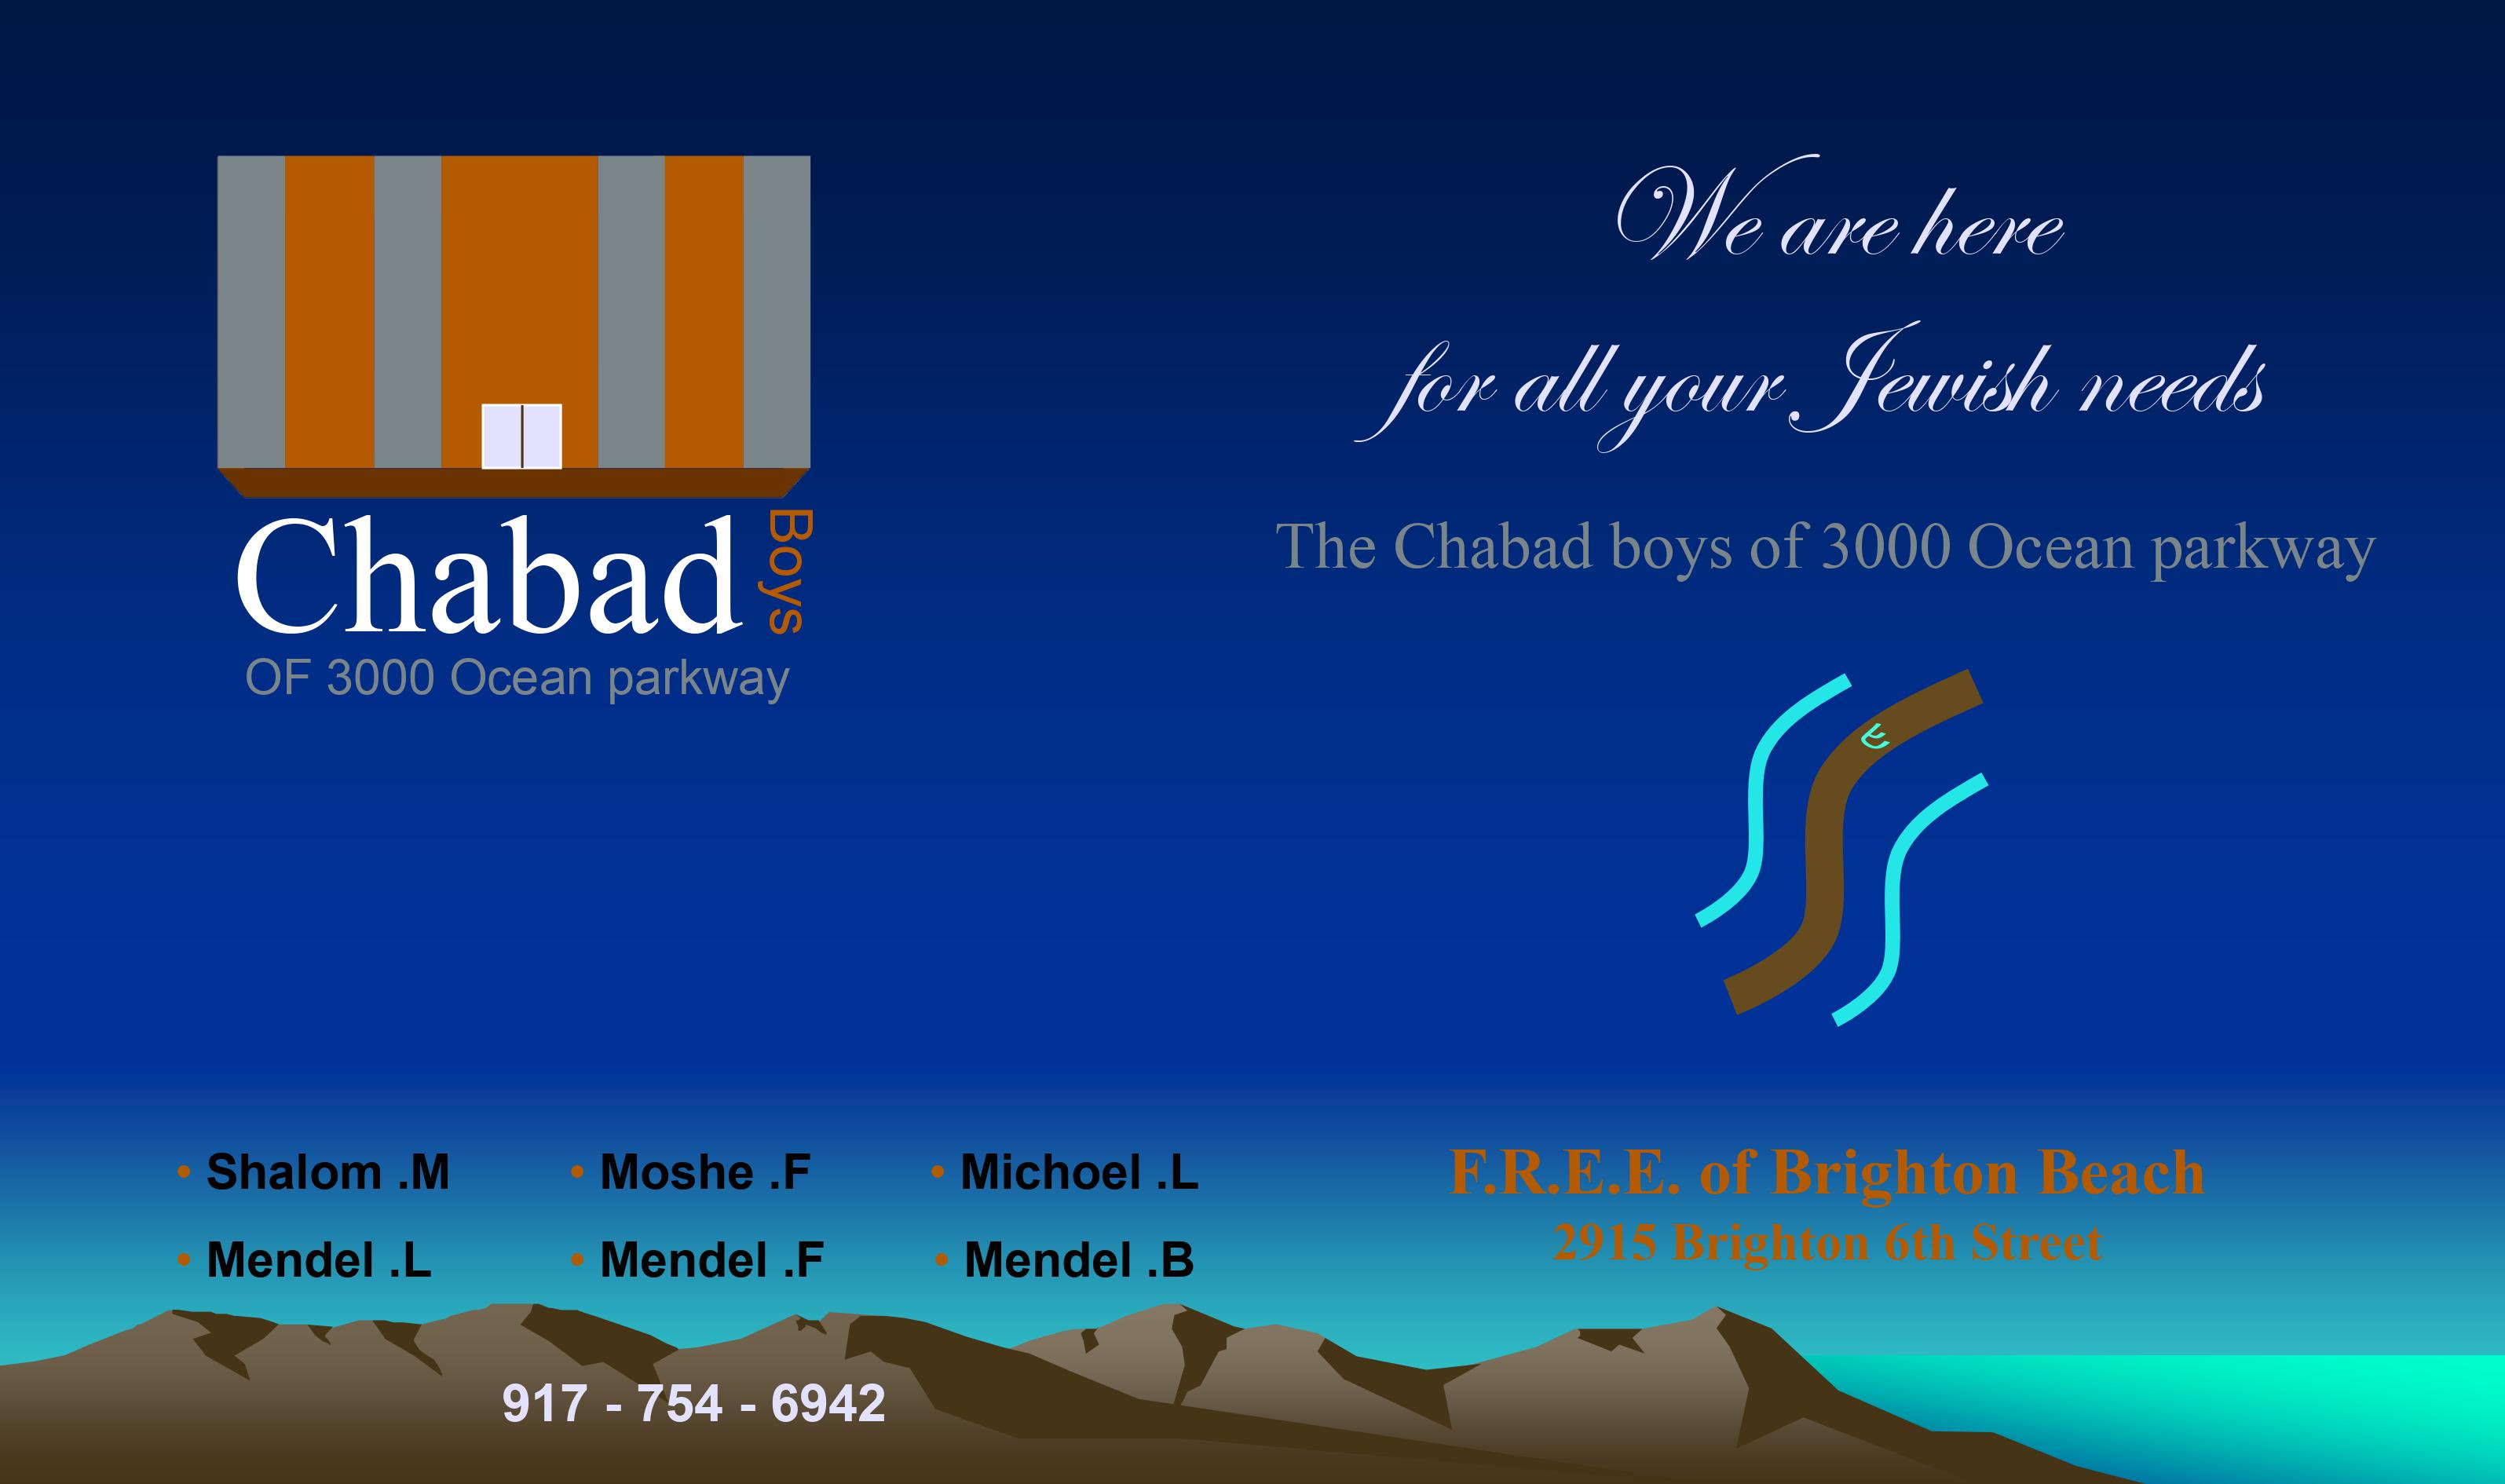 Chabad
Boys
OF 3000 Ocean parkway
We are here
for all your Jewish needs
The Chabad boys of 3000 Ocean parkway
ש
• Shalom .M • Moshe .F • Michoel .L
• Mendel .L • Mendel .F • Mendel .B
F.R.E.E. of Brighton Beach
2915 Brighton 6th Street
917 - 754 - 6942